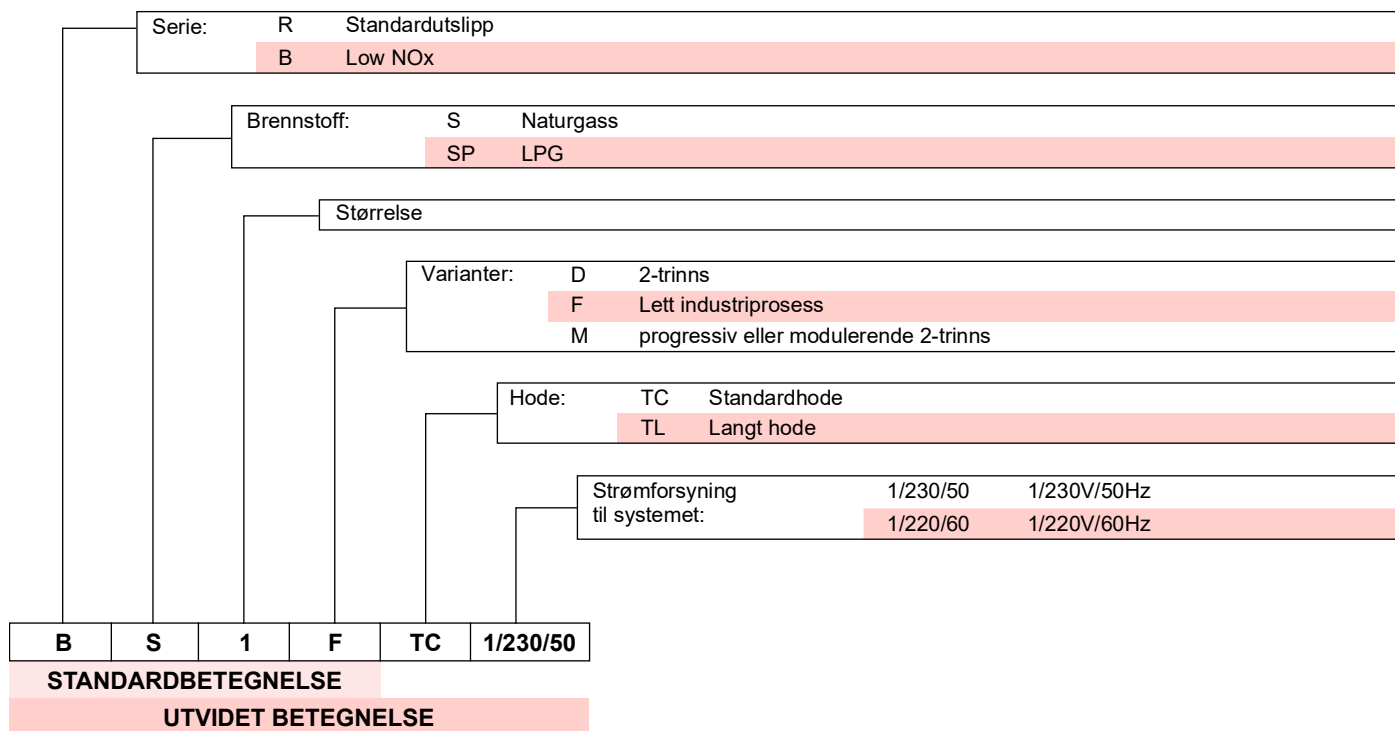 Serie: R Standardutslipp
B Low NOx
Brennstoff: S Naturgass
SP LPG
Størrelse
Varianter: D 2-trinns
F Lett industriprosess
M progressiv eller modulerende 2-trinns
Hode: TC Standardhode
TL Langt hode
Strømforsyning 1/230/50 1/230V/50Hz
til systemet: 1/220/60 1/220V/60Hz
B S 1 F TC 1/230/50
STANDARDBETEGNELSE
UTVIDET BETEGNELSE